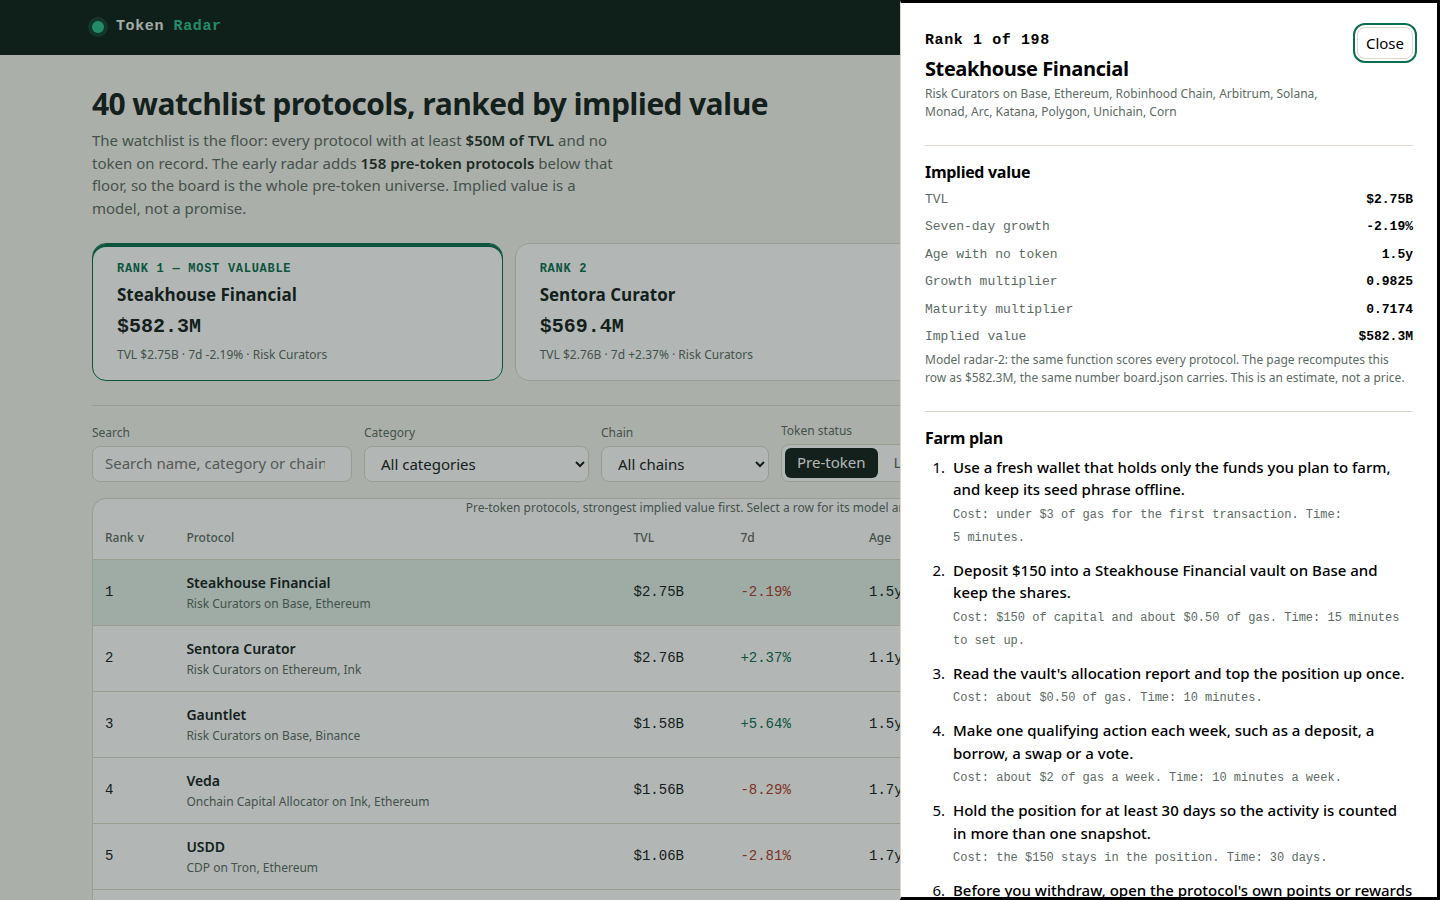 Token Radar
40 watchlist protocols, ranked by implied value
The watchlist is the floor: every protocol with at least $50M of TVL and no
token on record. The early radar adds 158 pre-token protocols below that
floor, so the board is the whole pre-token universe. Implied value is a
model, not a promise.
RANK 1 — MOST VALUABLE
Steakhouse Financial
$582.3M
TVL $2.75B · 7d -2.19% · Risk Curators
RANK 2
Sentora Curator
$569.4M
TVL $2.76B · 7d +2.37% · Risk Curators
Search
Search name, category or chain
Category
All categories
Chain
All chains
Token status
Pre-token
Pre-token protocols, strongest implied value first. Select a row for its model
Rank v Protocol TVL 7d Age
1 Steakhouse Financial $2.75B -2.19% 1.5y
Risk Curators on Base, Ethereum
2 Sentora Curator $2.76B +2.37% 1.1y
Risk Curators on Ethereum, Ink
3 Gauntlet $1.58B +5.64% 1.5y
Risk Curators on Base, Binance
4 Veda $1.56B -8.29% 1.7y
Onchain Capital Allocator on Ink, Ethereum
5 USDD $1.06B -2.81% 1.7y
CDP on Tron, Ethereum
Rank 1 of 198
Close
Steakhouse Financial
Risk Curators on Base, Ethereum, Robinhood Chain, Arbitrum, Solana,
Monad, Arc, Katana, Polygon, Unichain, Corn
Implied value
TVL $2.75B
Seven-day growth -2.19%
Age with no token 1.5y
Growth multiplier 0.9825
Maturity multiplier 0.7174
Implied value $582.3M
Model radar-2: the same function scores every protocol. The page recomputes this
row as $582.3M, the same number board.json carries. This is an estimate, not a price.
Farm plan
1. Use a fresh wallet that holds only the funds you plan to farm,
and keep its seed phrase offline.
Cost: under $3 of gas for the first transaction. Time:
5 minutes.
2. Deposit $150 into a Steakhouse Financial vault on Base and
keep the shares.
Cost: $150 of capital and about $0.50 of gas. Time: 15 minutes
to set up.
3. Read the vault's allocation report and top the position up once.
Cost: about $0.50 of gas. Time: 10 minutes.
4. Make one qualifying action each week, such as a deposit, a
borrow, a swap or a vote.
Cost: about $2 of gas a week. Time: 10 minutes a week.
5. Hold the position for at least 30 days so the activity is counted
in more than one snapshot.
Cost: the $150 stays in the position. Time: 30 days.
6. Before you withdraw, open the protocol's own points or rewards